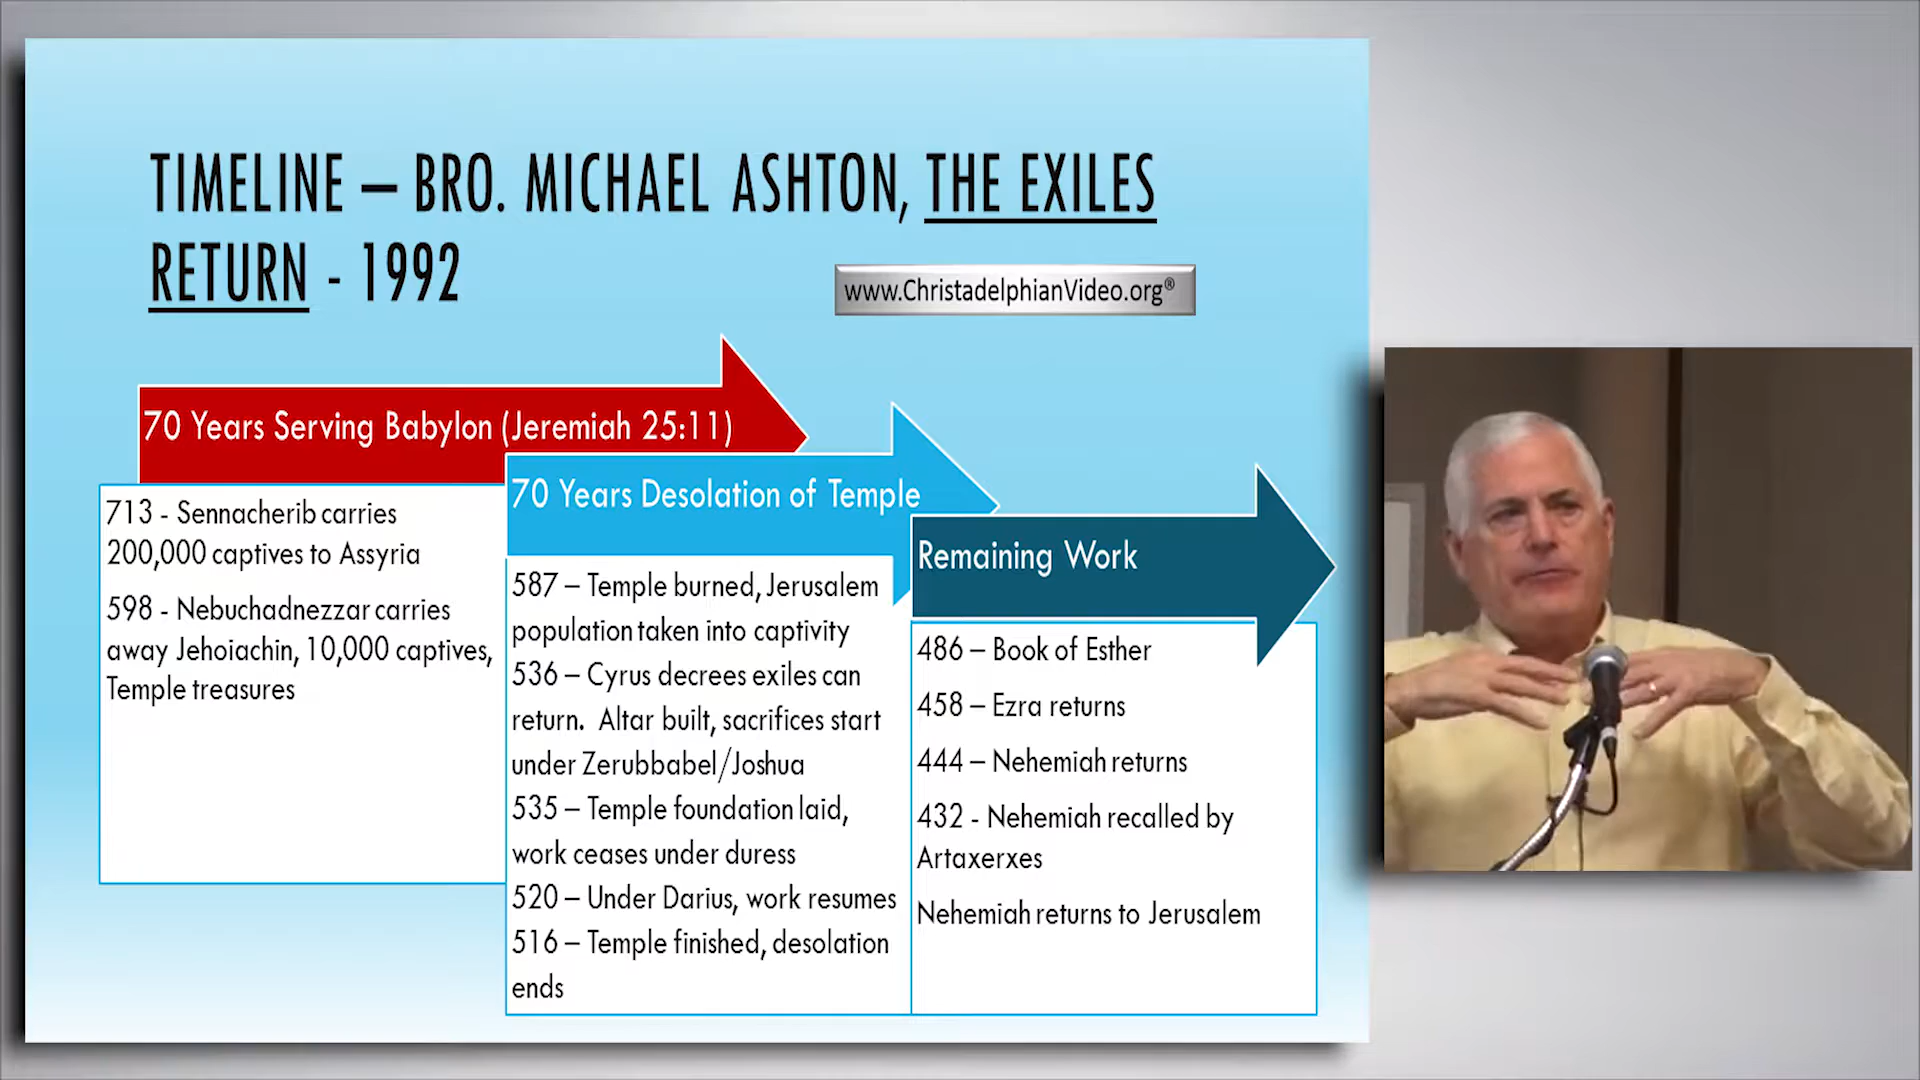 TIMELINE – BRO. MICHAEL ASHTON, THE EXILES
RETURN - 1992
www.ChristadelphianVideo.org®
70 Years Serving Babylon (Jeremiah 25:11)
713 - Sennacherib carries
200,000 captives to Assyria
598 - Nebuchadnezzar carries
away Jehoiachin, 10,000 captives,
Temple treasures
70 Years Desolation of Temple
587 – Temple burned, Jerusalem
population taken into captivity
536 – Cyrus decrees exiles can
return. Altar built, sacrifices start
under Zerubbabel/Joshua
535 – Temple foundation laid,
work ceases under duress
520 – Under Darius, work resumes
516 – Temple finished, desolation
ends
Remaining Work
486 – Book of Esther
458 – Ezra returns
444 – Nehemiah returns
432 - Nehemiah recalled by
Artaxerxes
Nehemiah returns to Jerusalem